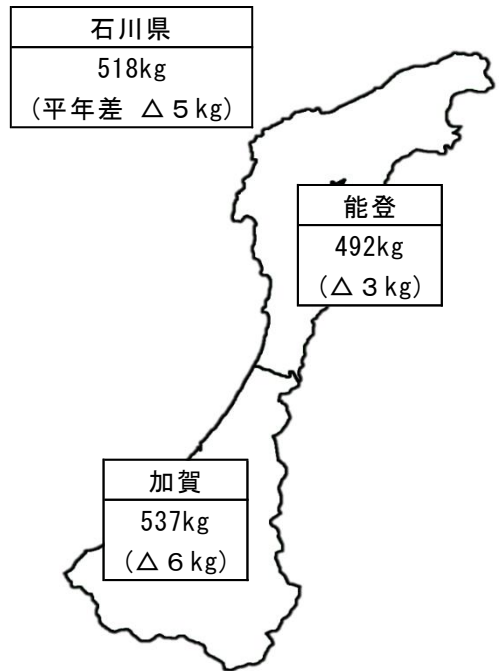 石川県
518kg
(平年差 △５kg)
能登
492kg
(△３kg)
加賀
537kg
(△６kg)